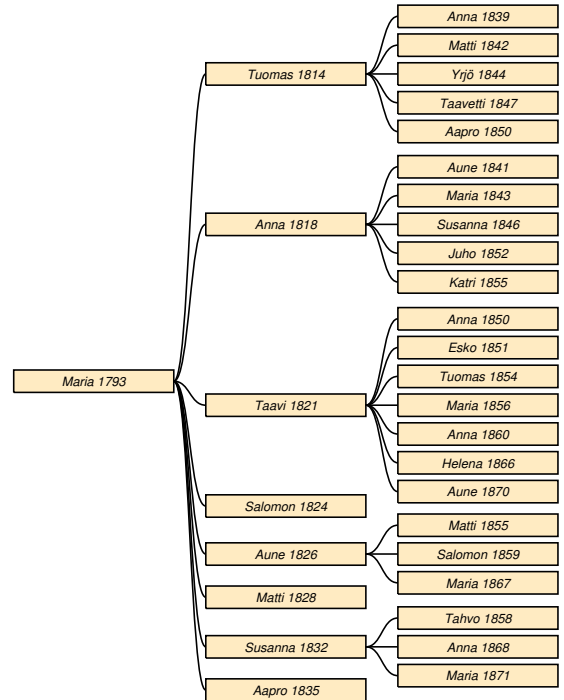 Maria 1793
Tuomas 1814
Anna 1839
Matti 1842
Yrjö 1844
Taavetti 1847
Aapro 1850
Anna 1818
Aune 1841
Maria 1843
Susanna 1846
Juho 1852
Katri 1855
Taavi 1821
Anna 1850
Esko 1851
Tuomas 1854
Maria 1856
Anna 1860
Helena 1866
Aune 1870
Salomon 1824
Aune 1826
Matti 1855
Salomon 1859
Maria 1867
Matti 1828
Susanna 1832
Tahvo 1858
Anna 1868
Maria 1871
Aapro 1835